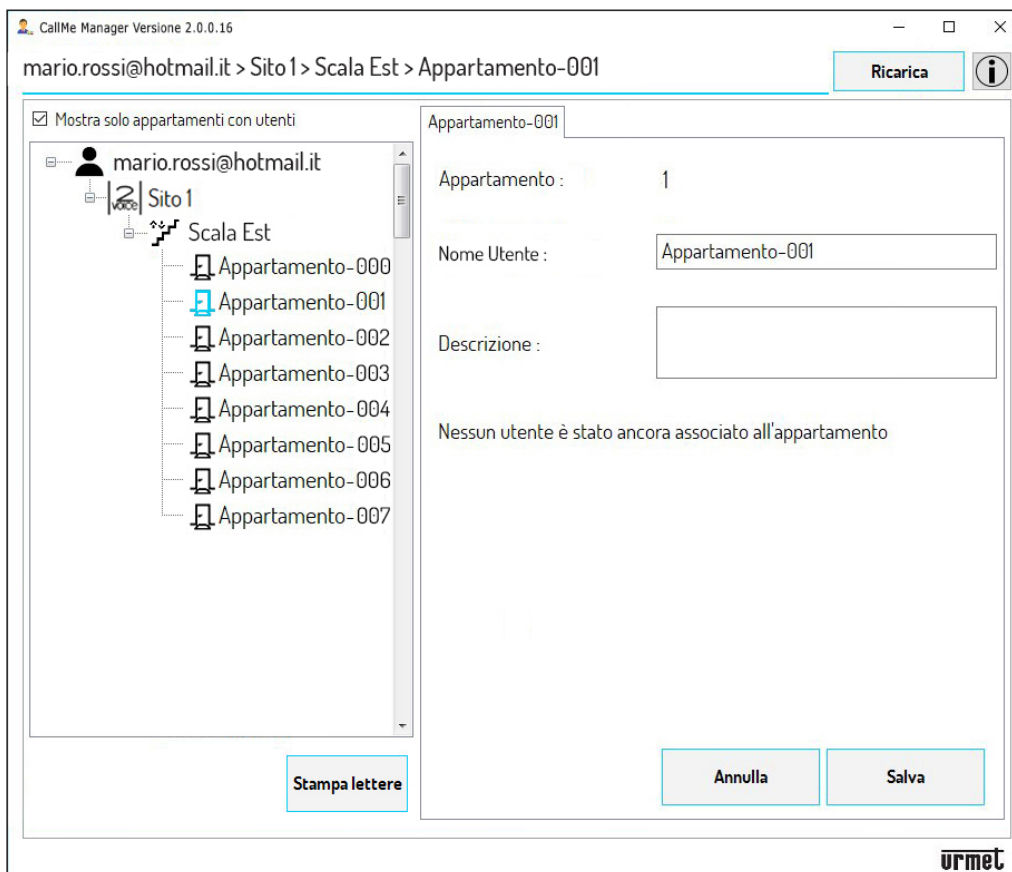 CallMe Manager Versione 2.0.0.16
mario.rossi@hotmail.it > Sito 1 > Scala Est > Appartamento-001
Ricarica
i
Mostra solo appartamenti con utenti
mario.rossi@hotmail.it
2 voice
Sito 1
Scala Est
Appartamento-000
Appartamento-001
Appartamento-002
Appartamento-003
Appartamento-004
Appartamento-005
Appartamento-006
Appartamento-007
Stampa lettere
Appartamento-001
Appartamento : 1
Nome Utente : Appartamento-001
Descrizione :
Nessun utente è stato ancora associato all'appartamento
Annulla
Salva
urmet